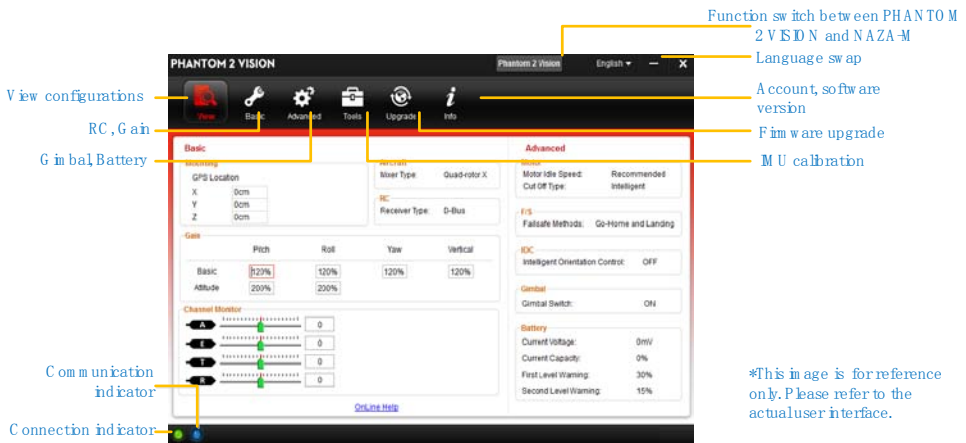 Function switch between PHANTOM
2 VISION and NAZA-M
Language swap
Account, software
version
Firmware upgrade
IMU calibration
View configurations
RC, Gain
Gimbal, Battery
Communication
indicator
Connection indicator
PHANTOM 2 VISION
Phantom 2 Vision
English
X
View
Basic
Advanced
Tools
Upgrade
Info
Basic
Mounting
GPS Location
X 0cm
Y 0cm
Z 0cm
Aircraft
Mixer Type: Quad-rotor X
RC
Receiver Type: D-Bus
Gain
Pitch Roll Yaw Vertical
Basic 120% 120% 120% 120%
Attitude 200% 200%
Channel Monitor
A 0
E 0
T 0
R 0
OnLine Help
Advanced
Motor
Motor Idle Speed: Recommended
Cut Off Type: Intelligent
F/S
Failsafe Methods: Go-Home and Landing
IOC
Intelligent Orientation Control: OFF
Gimbal
Gimbal Switch: ON
Battery
Current Voltage: 0mV
Current Capacity: 0%
First Level Warning: 30%
Second Level Warning: 15%
*This image is for reference
only. Please refer to the
actual user interface.